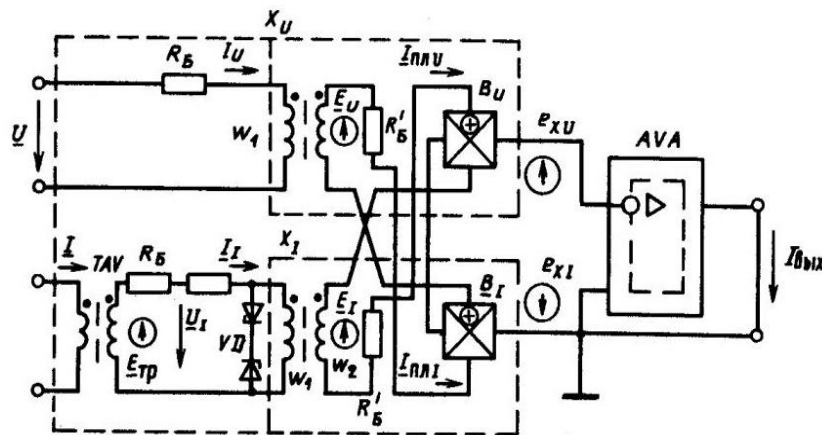 X_U
R_Б
I_U
I_плU
B_U
E_U
R'_Б
e_XU
AVA
U
w_1
X_I
I
TAV
R_Б
I_I
E_I
B_I
e_XI
I_вых
U_I
VД
E_тр
w_1
w_2
I_плI
R'_Б